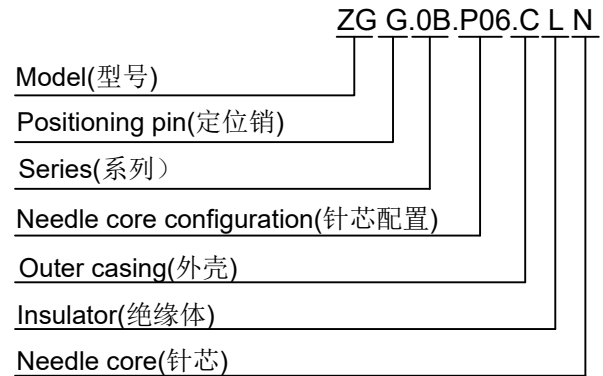 ZG G.0B.P06.C L N
Model(型号)
Positioning pin(定位销)
Series(系列）
Needle core configuration(针芯配置)
Outer casing(外壳)
Insulator(绝缘体)
Needle core(针芯)